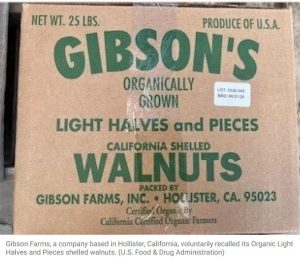 NET WT. 25 LBS. PRODUCE OF U.S.A.
GIBSON'S
ORGANICALLY
GROWN
LIGHT HALVES and PIECES
CALIFORNIA SHELLED
WALNUTS
PACKED BY
GIBSON FARMS, INC. • HOLLISTER, CA. 95023
Certified Organic By
California Certified Organic Farmers
Gibson Farms, a company based in Hollister, California, voluntarily recalled its Organic Light
Halves and Pieces shelled walnuts. (U.S. Food & Drug Administration)